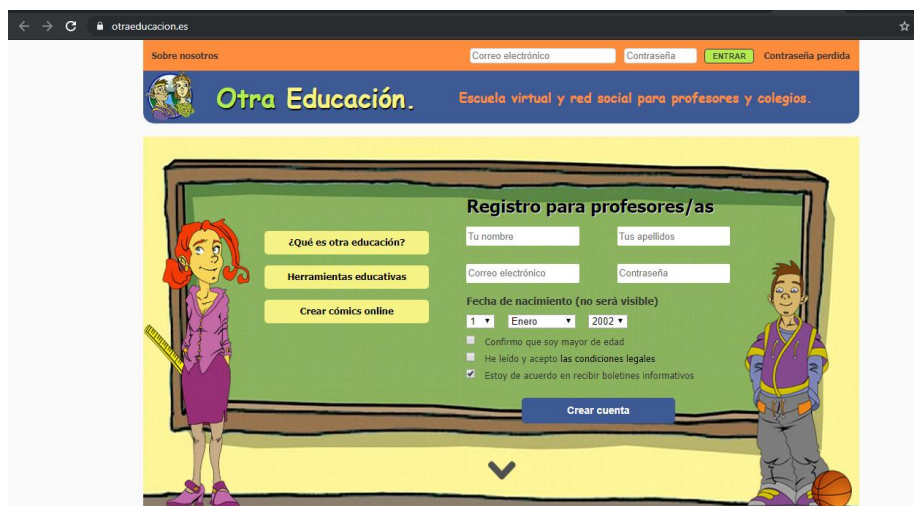 otraeducacion.es
Sobre nosotros
Correo electrónico Contraseña ENTRAR Contraseña perdida
Otra Educación.
Escuela virtual y red social para profesores y colegios.
¿Qué es otra educación?
Herramientas educativas
Crear cómics online
Registro para profesores/as
Tu nombre Tus apellidos
Correo electrónico Contraseña
Fecha de nacimiento (no será visible)
1 Enero 2002
Confirmo que soy mayor de edad
He leído y acepto las condiciones legales
Estoy de acuerdo en recibir boletines informativos
Crear cuenta